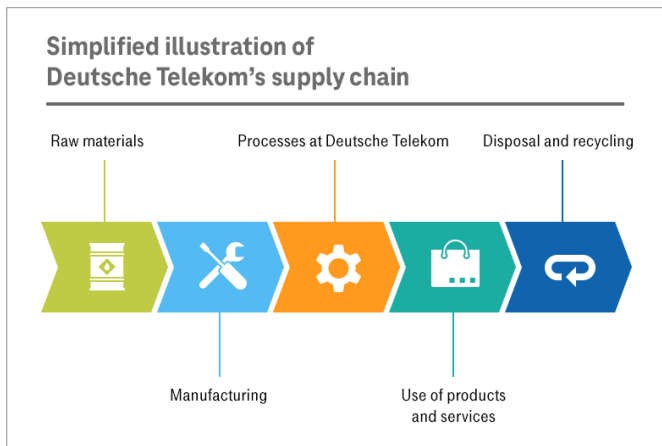 Simplified illustration of
Deutsche Telekom's supply chain
Raw materials
Processes at Deutsche Telekom
Disposal and recycling
Manufacturing
Use of products
and services